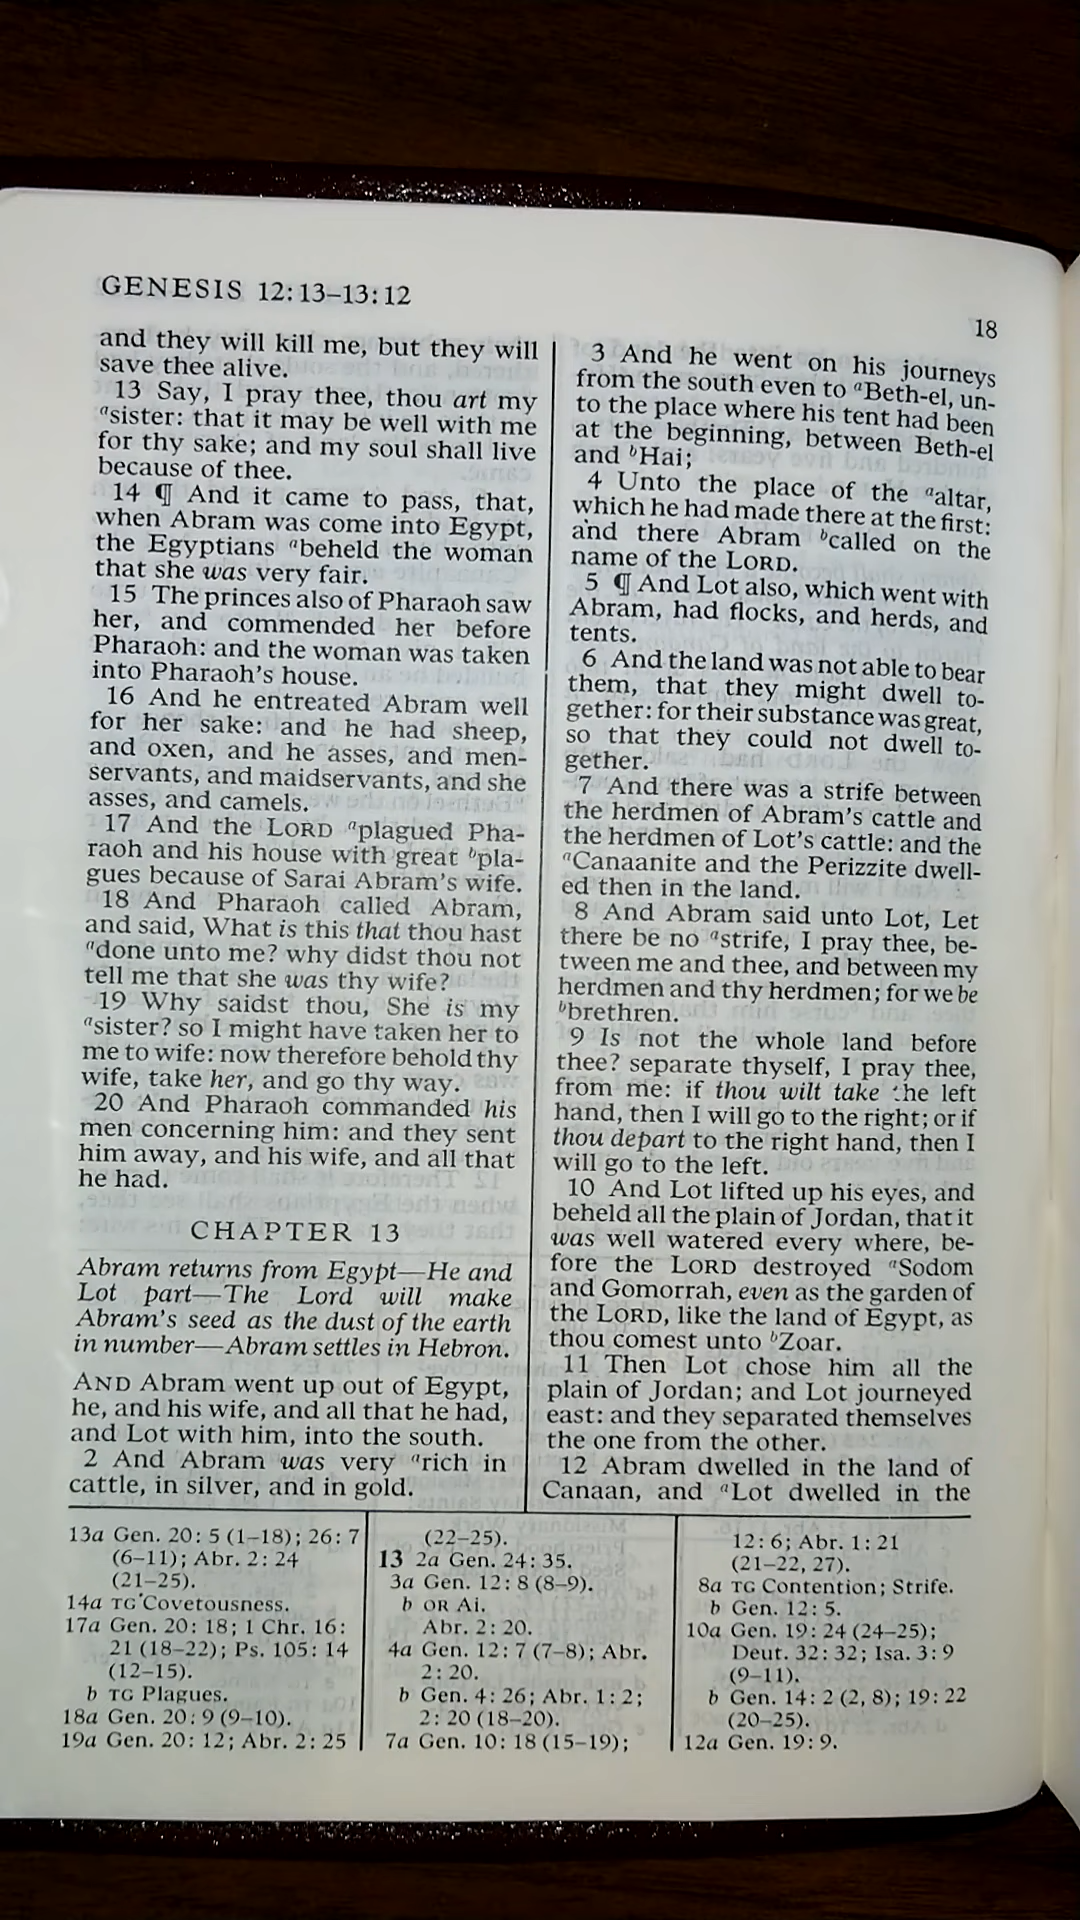 GENESIS 12:13–13:12
18
and they will kill me, but they will
save thee alive.
13 Say, I pray thee, thou art my
ᵃsister: that it may be well with me
for thy sake; and my soul shall live
because of thee.
14 ¶ And it came to pass, that,
when Abram was come into Egypt,
the Egyptians ᵃbeheld the woman
that she was very fair.
15 The princes also of Pharaoh saw
her, and commended her before
Pharaoh: and the woman was taken
into Pharaoh's house.
16 And he entreated Abram well
for her sake: and he had sheep,
and oxen, and he asses, and men-
servants, and maidservants, and she
asses, and camels.
17 And the LORD ᵃplagued Pha-
raoh and his house with great ᵇpla-
gues because of Sarai Abram's wife.
18 And Pharaoh called Abram,
and said, What is this that thou hast
ᵃdone unto me? why didst thou not
tell me that she was thy wife?
19 Why saidst thou, She is my
ᵃsister? so I might have taken her to
me to wife: now therefore behold thy
wife, take her, and go thy way.
20 And Pharaoh commanded his
men concerning him: and they sent
him away, and his wife, and all that
he had.
CHAPTER 13
Abram returns from Egypt—He and
Lot part—The Lord will make
Abram's seed as the dust of the earth
in number—Abram settles in Hebron.
AND Abram went up out of Egypt,
he, and his wife, and all that he had,
and Lot with him, into the south.
2 And Abram was very ᵃrich in
cattle, in silver, and in gold.
3 And he went on his journeys
from the south even to ᵃBeth-el, un-
to the place where his tent had been
at the beginning, between Beth-el
and ᵇHai;
4 Unto the place of the ᵃaltar,
which he had made there at the first:
and there Abram ᵇcalled on the
name of the LORD.
5 ¶ And Lot also, which went with
Abram, had flocks, and herds, and
tents.
6 And the land was not able to bear
them, that they might dwell to-
gether: for their substance was great,
so that they could not dwell to-
gether.
7 And there was a strife between
the herdmen of Abram's cattle and
the herdmen of Lot's cattle: and the
ᵃCanaanite and the Perizzite dwell-
ed then in the land.
8 And Abram said unto Lot, Let
there be no ᵃstrife, I pray thee, be-
tween me and thee, and between my
herdmen and thy herdmen; for we be
ᵇbrethren.
9 Is not the whole land before
thee? separate thyself, I pray thee,
from me: if thou wilt take the left
hand, then I will go to the right; or if
thou depart to the right hand, then I
will go to the left.
10 And Lot lifted up his eyes, and
beheld all the plain of Jordan, that it
was well watered every where, be-
fore the LORD destroyed ᵃSodom
and Gomorrah, even as the garden of
the LORD, like the land of Egypt, as
thou comest unto ᵇZoar.
11 Then Lot chose him all the
plain of Jordan; and Lot journeyed
east: and they separated themselves
the one from the other.
12 Abram dwelled in the land of
Canaan, and ᵃLot dwelled in the
13a Gen. 20:5 (1–18); 26:7
(6–11); Abr. 2:24
(21–25).
14a TG Covetousness.
17a Gen. 20:18; 1 Chr. 16:
21 (18–22); Ps. 105:14
(12–15).
b TG Plagues.
18a Gen. 20:9 (9–10).
19a Gen. 20:12; Abr. 2:25
(22–25).
13 2a Gen. 24:35.
3a Gen. 12:8 (8–9).
b OR Ai.
Abr. 2:20.
4a Gen. 12:7 (7–8); Abr.
2:20.
b Gen. 4:26; Abr. 1:2;
2:20 (18–20).
7a Gen. 10:18 (15–19);
12:6; Abr. 1:21
(21–22, 27).
8a TG Contention; Strife.
b Gen. 12:5.
10a Gen. 19:24 (24–25);
Deut. 32:32; Isa. 3:9
(9–11).
b Gen. 14:2 (2, 8); 19:22
(20–25).
12a Gen. 19:9.